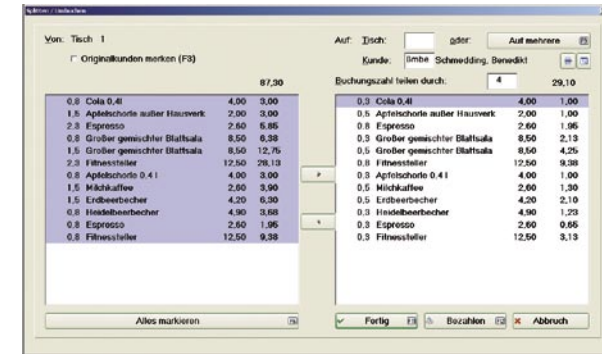 Splitten / Umbuchen
Von: Tisch 1
Originalkunden merken (F3)
87,30
0,8 Cola 0,4l 4,00 3,00
1,5 Apfelschorle außer Hausverk 2,00 3,00
2,3 Espresso 2,60 5,85
0,8 Großer gemischter Blattsala 8,50 6,38
1,5 Großer gemischter Blattsala 8,50 12,75
2,3 Fitnessteller 12,50 28,13
0,8 Apfelschorle 0,4 l 4,00 3,00
1,5 Milchkaffee 2,60 3,90
1,5 Erdbeerbecher 4,20 6,30
0,8 Heidelbeerbecher 4,90 3,68
0,8 Espresso 2,60 1,95
0,8 Fitnessteller 12,50 9,38
Alles markieren
Auf: Tisch: oder: Auf mehrere
Kunde: Schmedding, Benedikt
Buchungszahl teilen durch: 4 29,10
0,3 Cola 0,4l 4,00 1,00
0,5 Apfelschorle außer Hausverk 2,00 1,00
0,8 Espresso 2,60 1,95
0,3 Großer gemischter Blattsala 8,50 2,13
0,5 Großer gemischter Blattsala 8,50 4,25
0,8 Fitnessteller 12,50 9,38
0,3 Apfelschorle 0,4 l 4,00 1,00
0,5 Milchkaffee 2,60 1,30
0,5 Erdbeerbecher 4,20 2,10
0,3 Heidelbeerbecher 4,90 1,23
0,3 Espresso 2,60 0,65
0,3 Fitnessteller 12,50 3,13
Fertig Bezahlen Abbruch